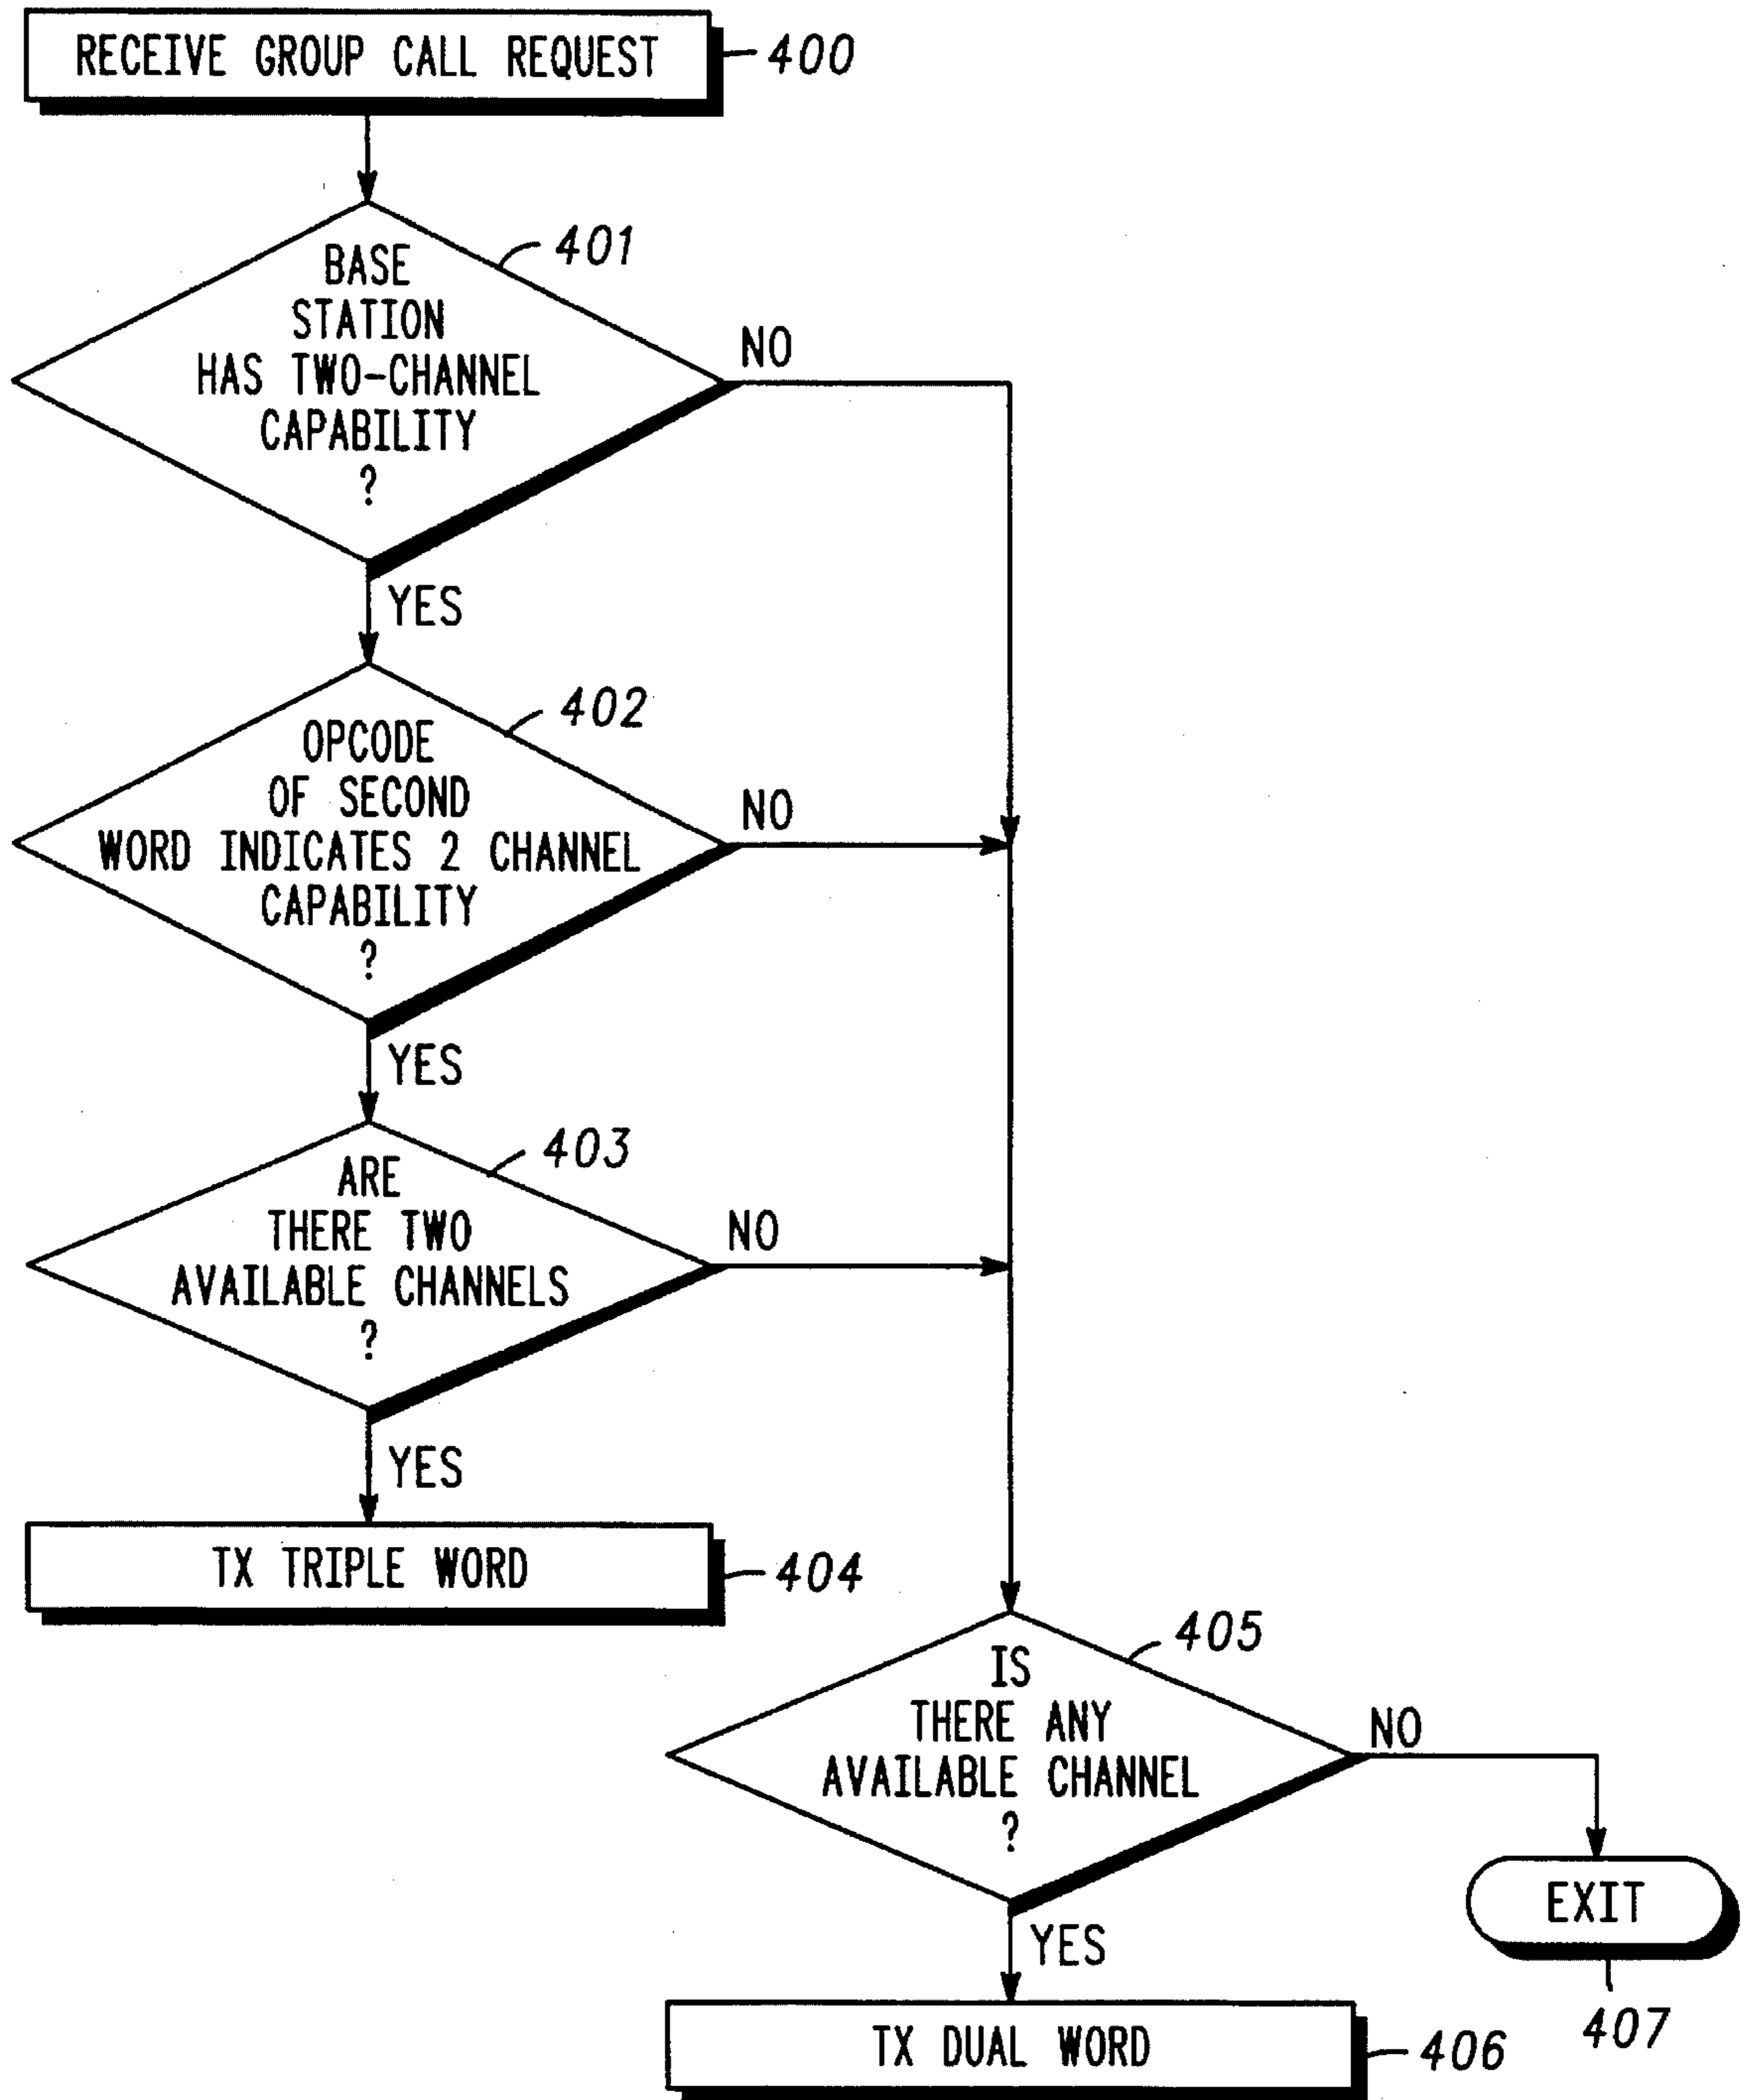 RECEIVE GROUP CALL REQUEST
400
BASE
STATION
HAS TWO-CHANNEL
CAPABILITY
?
401
NO
YES
OPCODE
OF SECOND
WORD INDICATES 2 CHANNEL
CAPABILITY
?
402
NO
YES
ARE
THERE TWO
AVAILABLE CHANNELS
?
403
NO
YES
TX TRIPLE WORD
404
IS
THERE ANY
AVAILABLE CHANNEL
?
405
NO
YES
EXIT
407
TX DUAL WORD
406